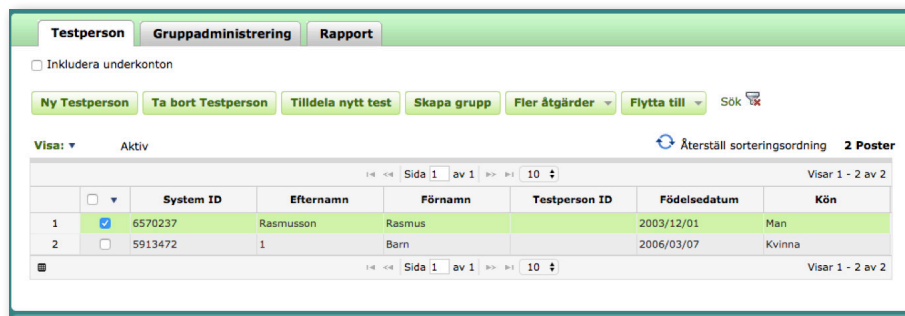 Testperson Gruppadministrering Rapport
Inkludera underkonton
Ny Testperson Ta bort Testperson Tilldela nytt test Skapa grupp Fler åtgärder Flytta till Sök
Visa: Aktiv Återställ sorteringsordning 2 Poster
Sida 1 av 1 10 Visar 1 - 2 av 2
System ID Efternamn Förnamn Testperson ID Födelsedatum Kön
1 6570237 Rasmusson Rasmus 2003/12/01 Man
2 5913472 1 Barn 2006/03/07 Kvinna
Sida 1 av 1 10 Visar 1 - 2 av 2